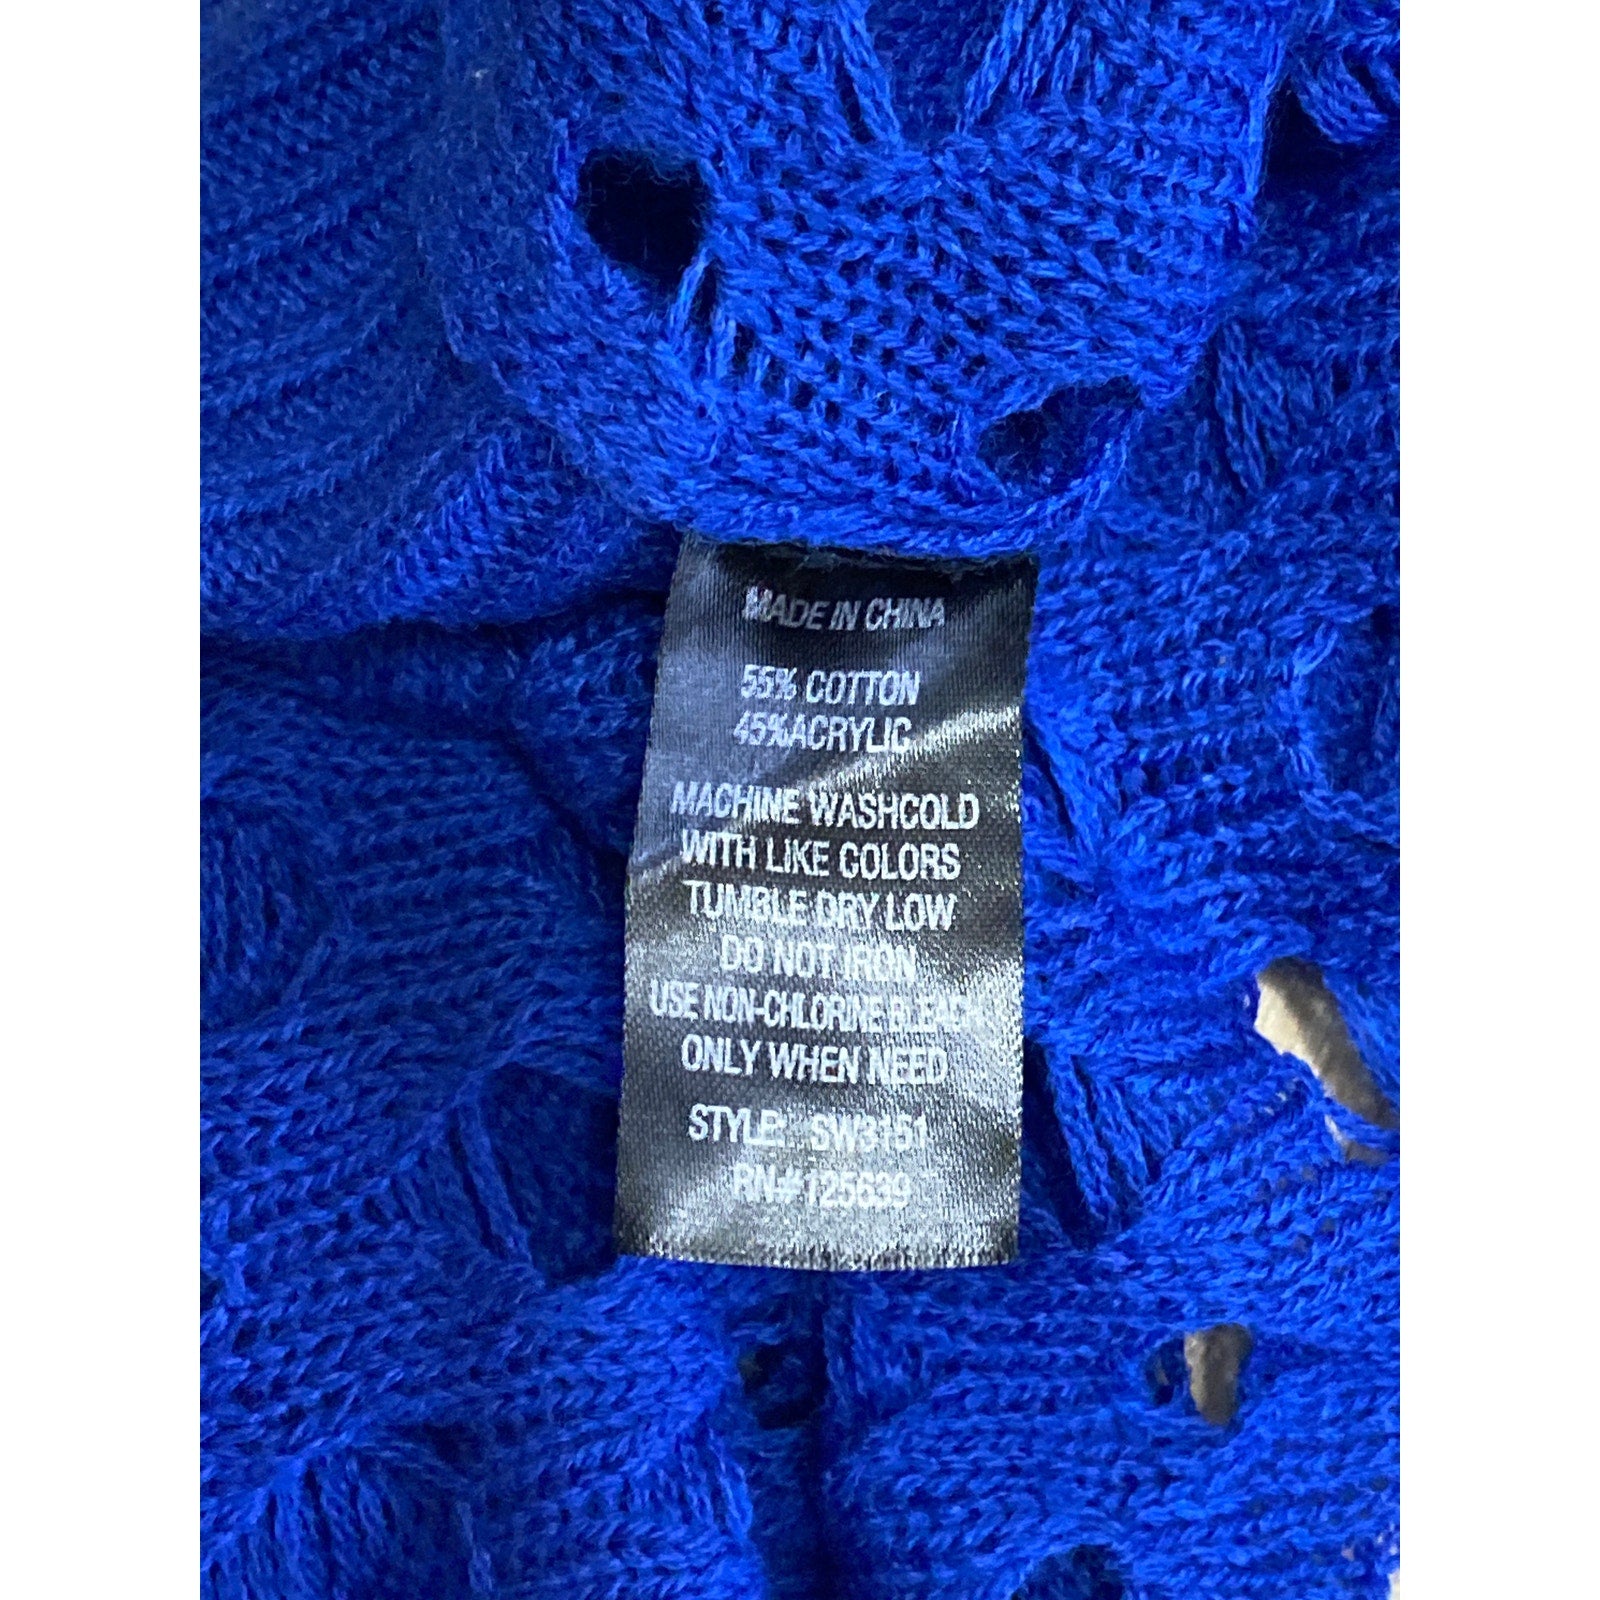 MADE IN CHINA
55% COTTON
45%ACRYLIC
MACHINE WASHCOLD
WITH LIKE COLORS
TUMBLE DRY LOW
DO NOT IRON
USE NON-CHLORINE BLEACH
ONLY WHEN NEED
STYLE: SW3151
RN#125639